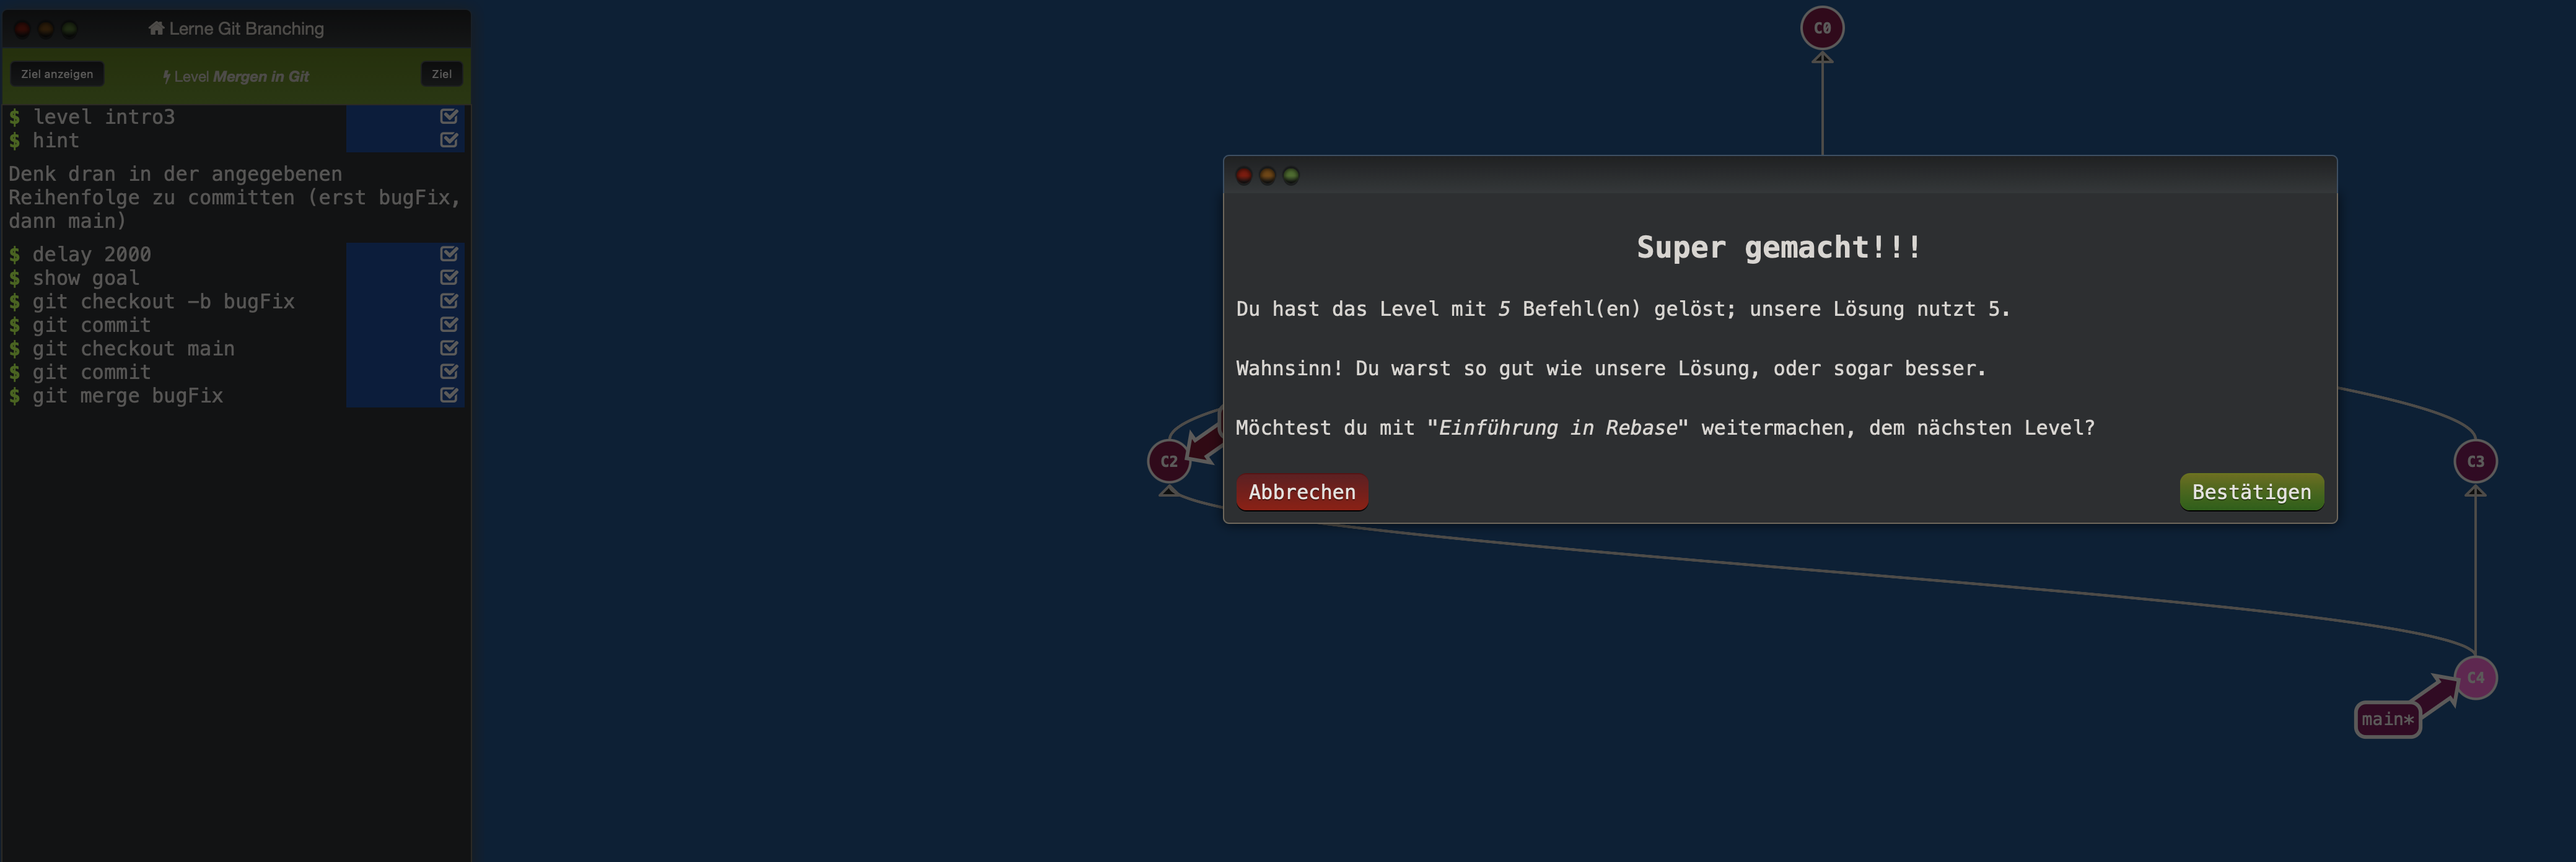 Lerne Git Branching
Ziel anzeigen
Level Mergen in Git
Ziel
$ level intro3
$ hint
Denk dran in der angegebenen
Reihenfolge zu committen (erst bugFix,
dann main)
$ delay 2000
$ show goal
$ git checkout -b bugFix
$ git commit
$ git checkout main
$ git commit
$ git merge bugFix
C0
Super gemacht!!!
Du hast das Level mit 5 Befehl(en) gelöst; unsere Lösung nutzt 5.
Wahnsinn! Du warst so gut wie unsere Lösung, oder sogar besser.
Möchtest du mit "Einführung in Rebase" weitermachen, dem nächsten Level?
Abbrechen
Bestätigen
C2
C3
C4
main*